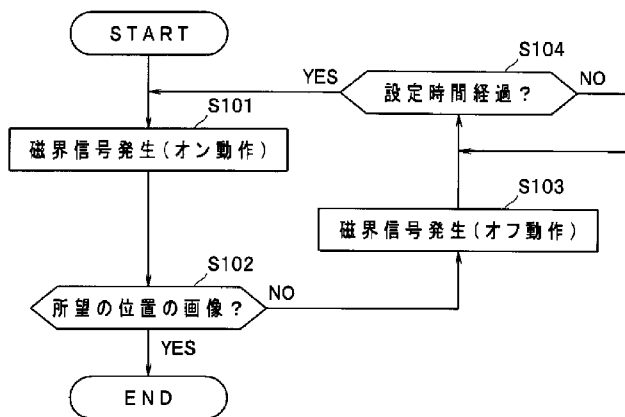 START
S101
磁界信号発生(オン動作)
S102
所望の位置の画像?
NO
YES
END
S103
磁界信号発生(オフ動作)
S104
設定時間経過?
YES
NO